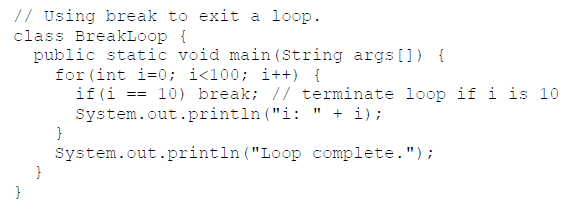 // Using break to exit a loop.
class BreakLoop {
  public static void main(String args[]) {
    for(int i=0; i<100; i++) {
      if(i == 10) break; // terminate loop if i is 10
      System.out.println("i: " + i);
    }
    System.out.println("Loop complete.");
  }
}